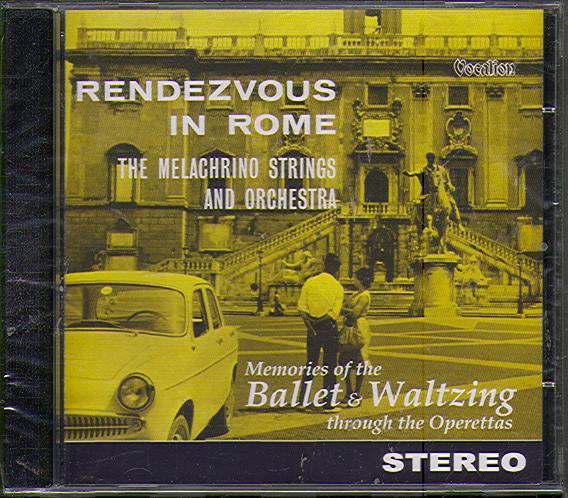 Vocalion
RENDEZVOUS
IN ROME
THE MELACHRINO STRINGS
AND ORCHESTRA
Memories of the
Ballet & Waltzing
through the Operettas
STEREO